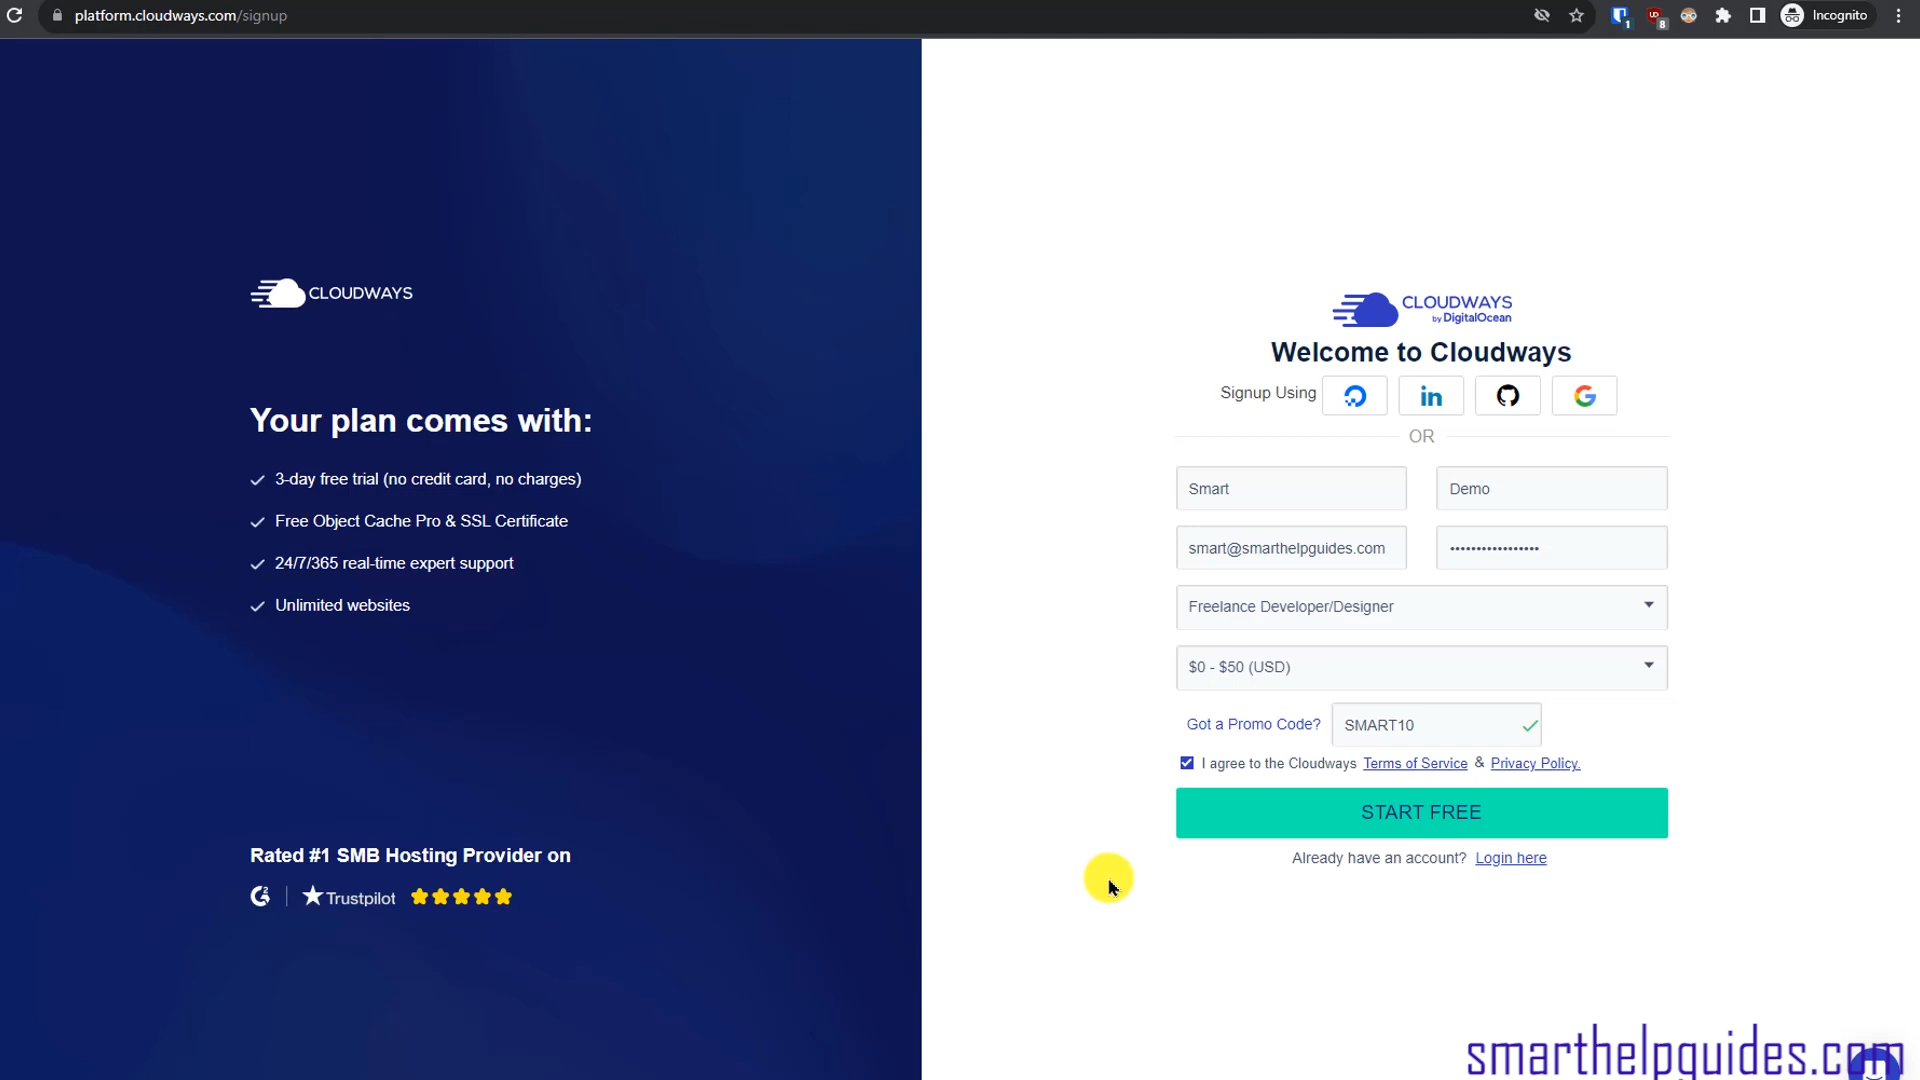 platform.cloudways.com/signup
1
8
Incognito
CLOUDWAYS
Your plan comes with:
3-day free trial (no credit card, no charges)
Free Object Cache Pro & SSL Certificate
24/7/365 real-time expert support
Unlimited websites
Rated #1 SMB Hosting Provider on
Trustpilot
CLOUDWAYS
by DigitalOcean
Welcome to Cloudways
Signup Using
OR
Smart
Demo
smart@smarthelpguides.com
•••••••••••••••••
Freelance Developer/Designer
$0 - $50 (USD)
Got a Promo Code?
SMART10
I agree to the Cloudways Terms of Service & Privacy Policy.
START FREE
Already have an account? Login here
smarthelpguides.com